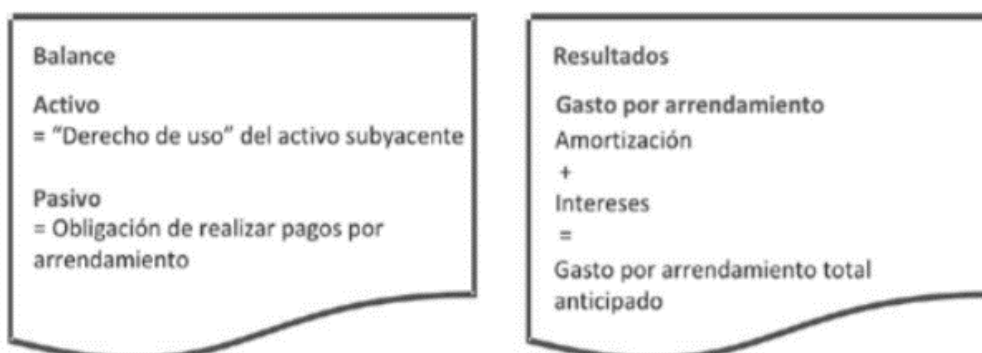 Balance
Activo
= "Derecho de uso" del activo subyacente
Pasivo
= Obligación de realizar pagos por
arrendamiento
Resultados
Gasto por arrendamiento
Amortización
+
Intereses
=
Gasto por arrendamiento total
anticipado